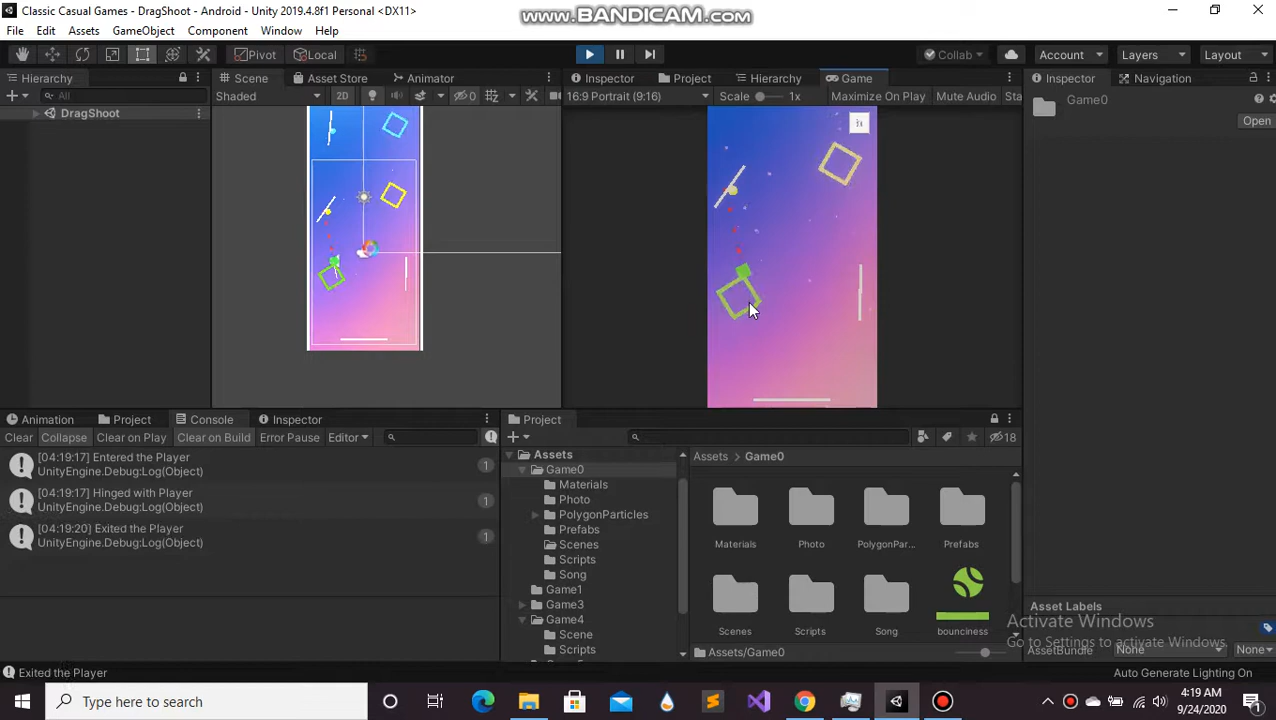 Classic Casual Games - DragShoot - Android - Unity 2019.4.8f1 Personal <DX11>
www.BANDICAM.com
File Edit Assets GameObject Component Window Help
Pivot Local Collab Account Layers Layout
Hierarchy Scene Asset Store Animator Inspector Project Hierarchy Game Inspector Navigation
All Shaded 2D 0 16:9 Portrait (9:16) Scale 1x Maximize On Play Mute Audio Sta
DragShoot
Game0
Open
Animation Project Console Inspector Project
Clear Collapse Clear on Play Clear on Build Error Pause Editor 18
[04:19:17] Entered the Player
UnityEngine.Debug:Log(Object)
1
[04:19:17] Hinged with Player
UnityEngine.Debug:Log(Object)
1
[04:19:20] Exited the Player
UnityEngine.Debug:Log(Object)
1
Assets
Game0
Materials
Photo
PolygonParticles
Prefabs
Scenes
Scripts
Song
Game1
Game3
Game4
Scene
Scripts
Assets Game0
Materials Photo PolygonPar... Prefabs
Scenes Scripts Song bounciness
Assets/Game0
Asset Labels
AssetBundle None None
Activate Windows
Go to Settings to activate Windows.
Exited the Player
Auto Generate Lighting On
Type here to search
4:19 AM
9/24/2020
1